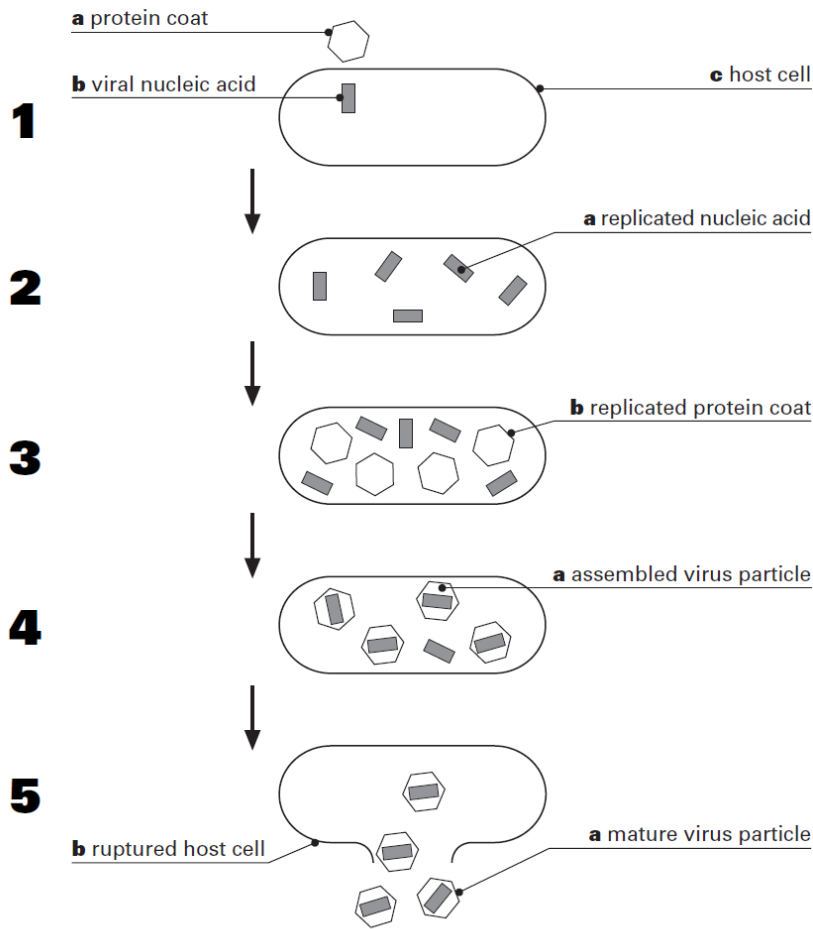 a protein coat
b viral nucleic acid
c host cell
1
a replicated nucleic acid
2
b replicated protein coat
3
a assembled virus particle
4
5
a mature virus particle
b ruptured host cell